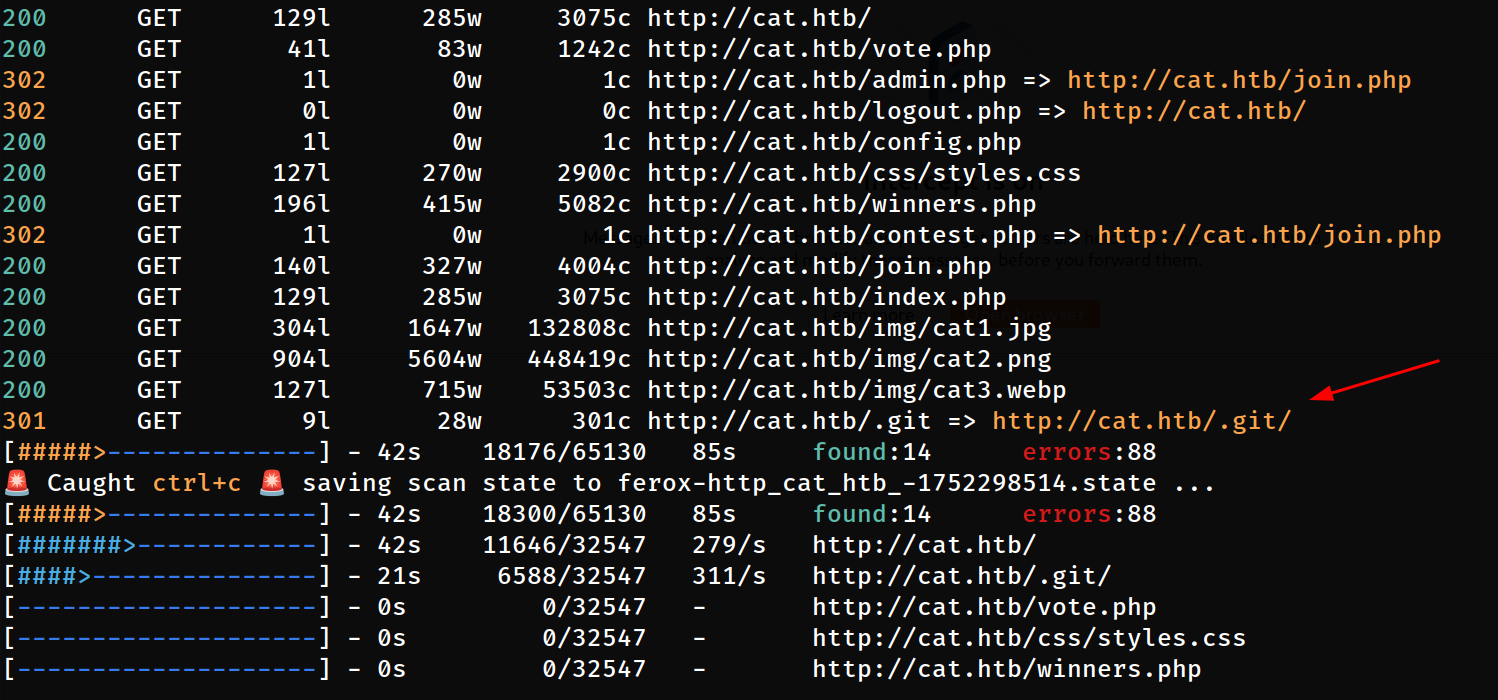 200 GET 129l 285w 3075c http://cat.htb/
200 GET 41l 83w 1242c http://cat.htb/vote.php
302 GET 1l 0w 1c http://cat.htb/admin.php => http://cat.htb/join.php
302 GET 0l 0w 0c http://cat.htb/logout.php => http://cat.htb/
200 GET 1l 0w 1c http://cat.htb/config.php
200 GET 127l 270w 2900c http://cat.htb/css/styles.css
Intercept is on
200 GET 196l 415w 5082c http://cat.htb/winners.php
302 GET 1l 0w 1c http://cat.htb/contest.php => http://cat.htb/join.php
200 GET 140l 327w 4004c http://cat.htb/join.php
before you forward them.
200 GET 129l 285w 3075c http://cat.htb/index.php
200 GET 304l 1647w 132808c http://cat.htb/img/cat1.jpg
200 GET 904l 5604w 448419c http://cat.htb/img/cat2.png
200 GET 127l 715w 53503c http://cat.htb/img/cat3.webp
301 GET 9l 28w 301c http://cat.htb/.git => http://cat.htb/.git/
[#####>--------------] - 42s 18176/65130 85s found:14 errors:88
🚨 Caught ctrl+c 🚨 saving scan state to ferox-http_cat_htb_-1752298514.state ...
[#####>--------------] - 42s 18300/65130 85s found:14 errors:88
[#######>------------] - 42s 11646/32547 279/s http://cat.htb/
[####>---------------] - 21s 6588/32547 311/s http://cat.htb/.git/
[--------------------] - 0s 0/32547 - http://cat.htb/vote.php
[--------------------] - 0s 0/32547 - http://cat.htb/css/styles.css
[--------------------] - 0s 0/32547 - http://cat.htb/winners.php